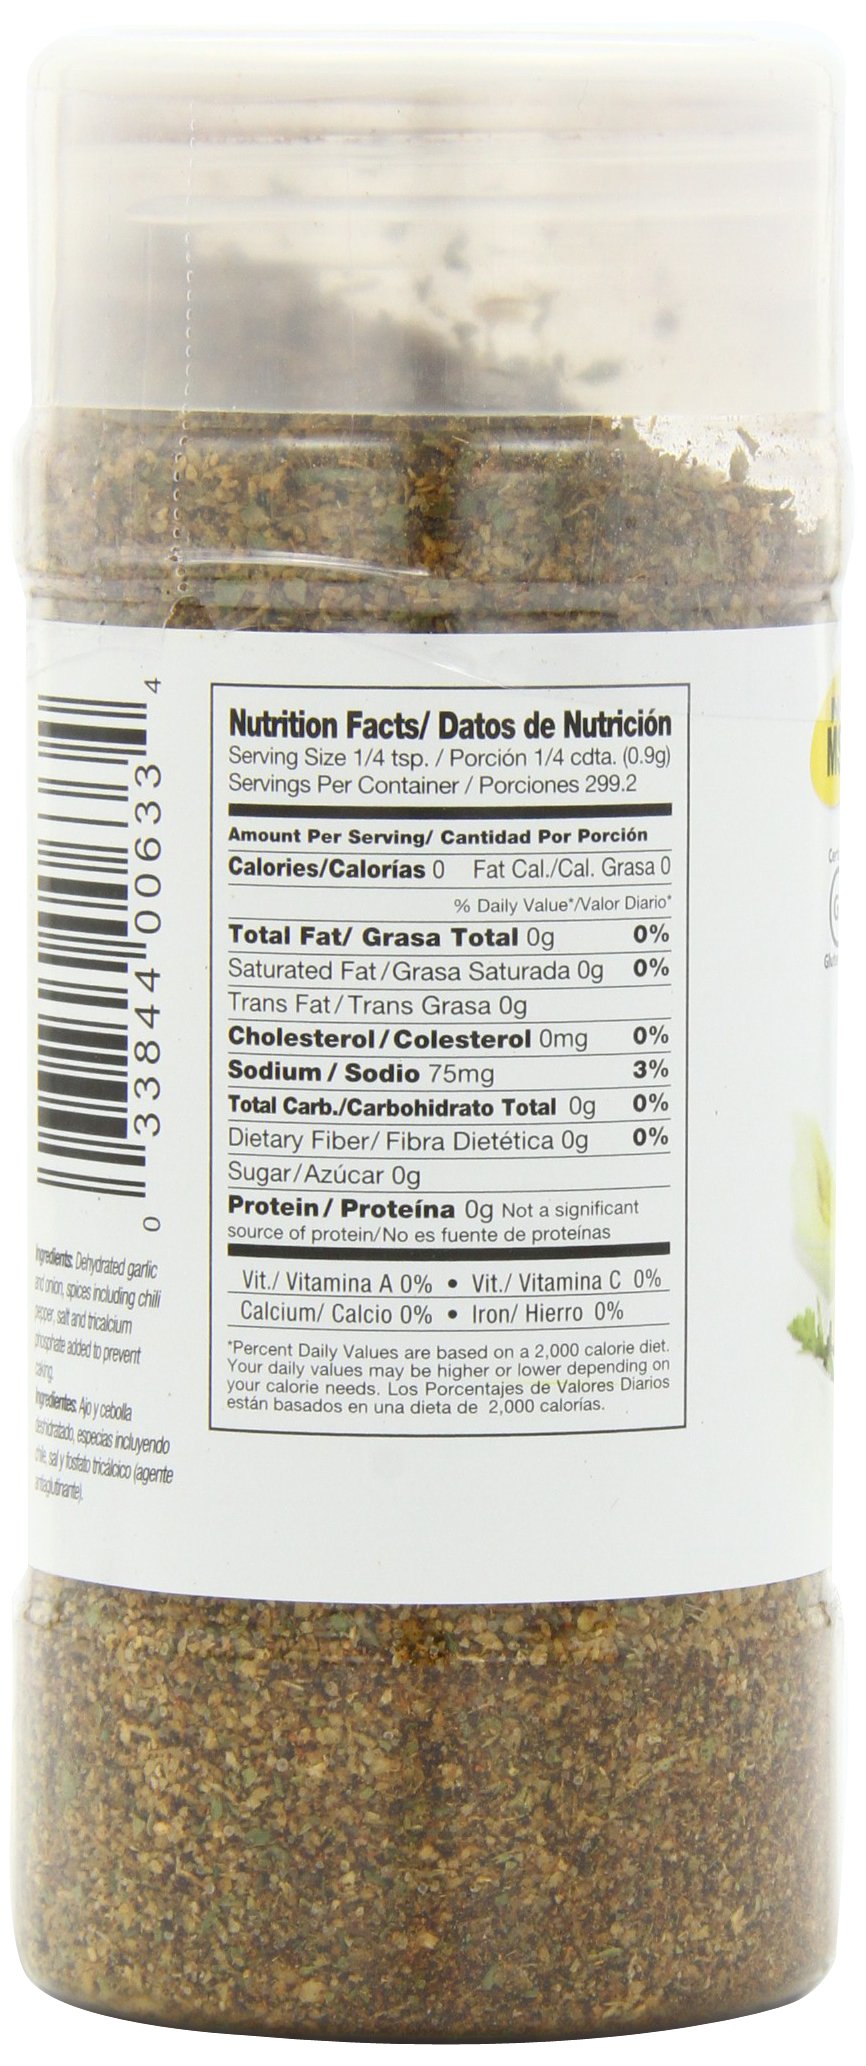 0 33844 00633 4
Ingredients: Dehydrated garlic
and onion, spices including chili
pepper, salt and tricalcium
phosphate added to prevent
caking.
Ingredientes: Ajo y cebolla
deshidratado, especias incluyendo
chile, sal y fosfato tricálcico (agente
antiaglutinante).
Nutrition Facts/ Datos de Nutrición
Serving Size 1/4 tsp. / Porción 1/4 cdta. (0.9g)
Servings Per Container / Porciones 299.2
Amount Per Serving/ Cantidad Por Porción
Calories/Calorías 0 Fat Cal./Cal. Grasa 0
% Daily Value*/Valor Diario*
Total Fat/ Grasa Total 0g 0%
Saturated Fat/Grasa Saturada 0g 0%
Trans Fat/ Trans Grasa 0g
Cholesterol/Colesterol 0mg 0%
Sodium / Sodio 75mg 3%
Total Carb./Carbohidrato Total 0g 0%
Dietary Fiber/ Fibra Dietética 0g 0%
Sugar/Azúcar 0g
Protein/ Proteína 0g Not a significant
source of protein/No es fuente de proteínas
Vit./ Vitamina A 0% • Vit./ Vitamina C 0%
Calcium/ Calcio 0% • Iron/ Hierro 0%
*Percent Daily Values are based on a 2,000 calorie diet.
Your daily values may be higher or lower depending on
your calorie needs. Los Porcentajes de Valores Diarios
están basados en una dieta de 2,000 calorías.